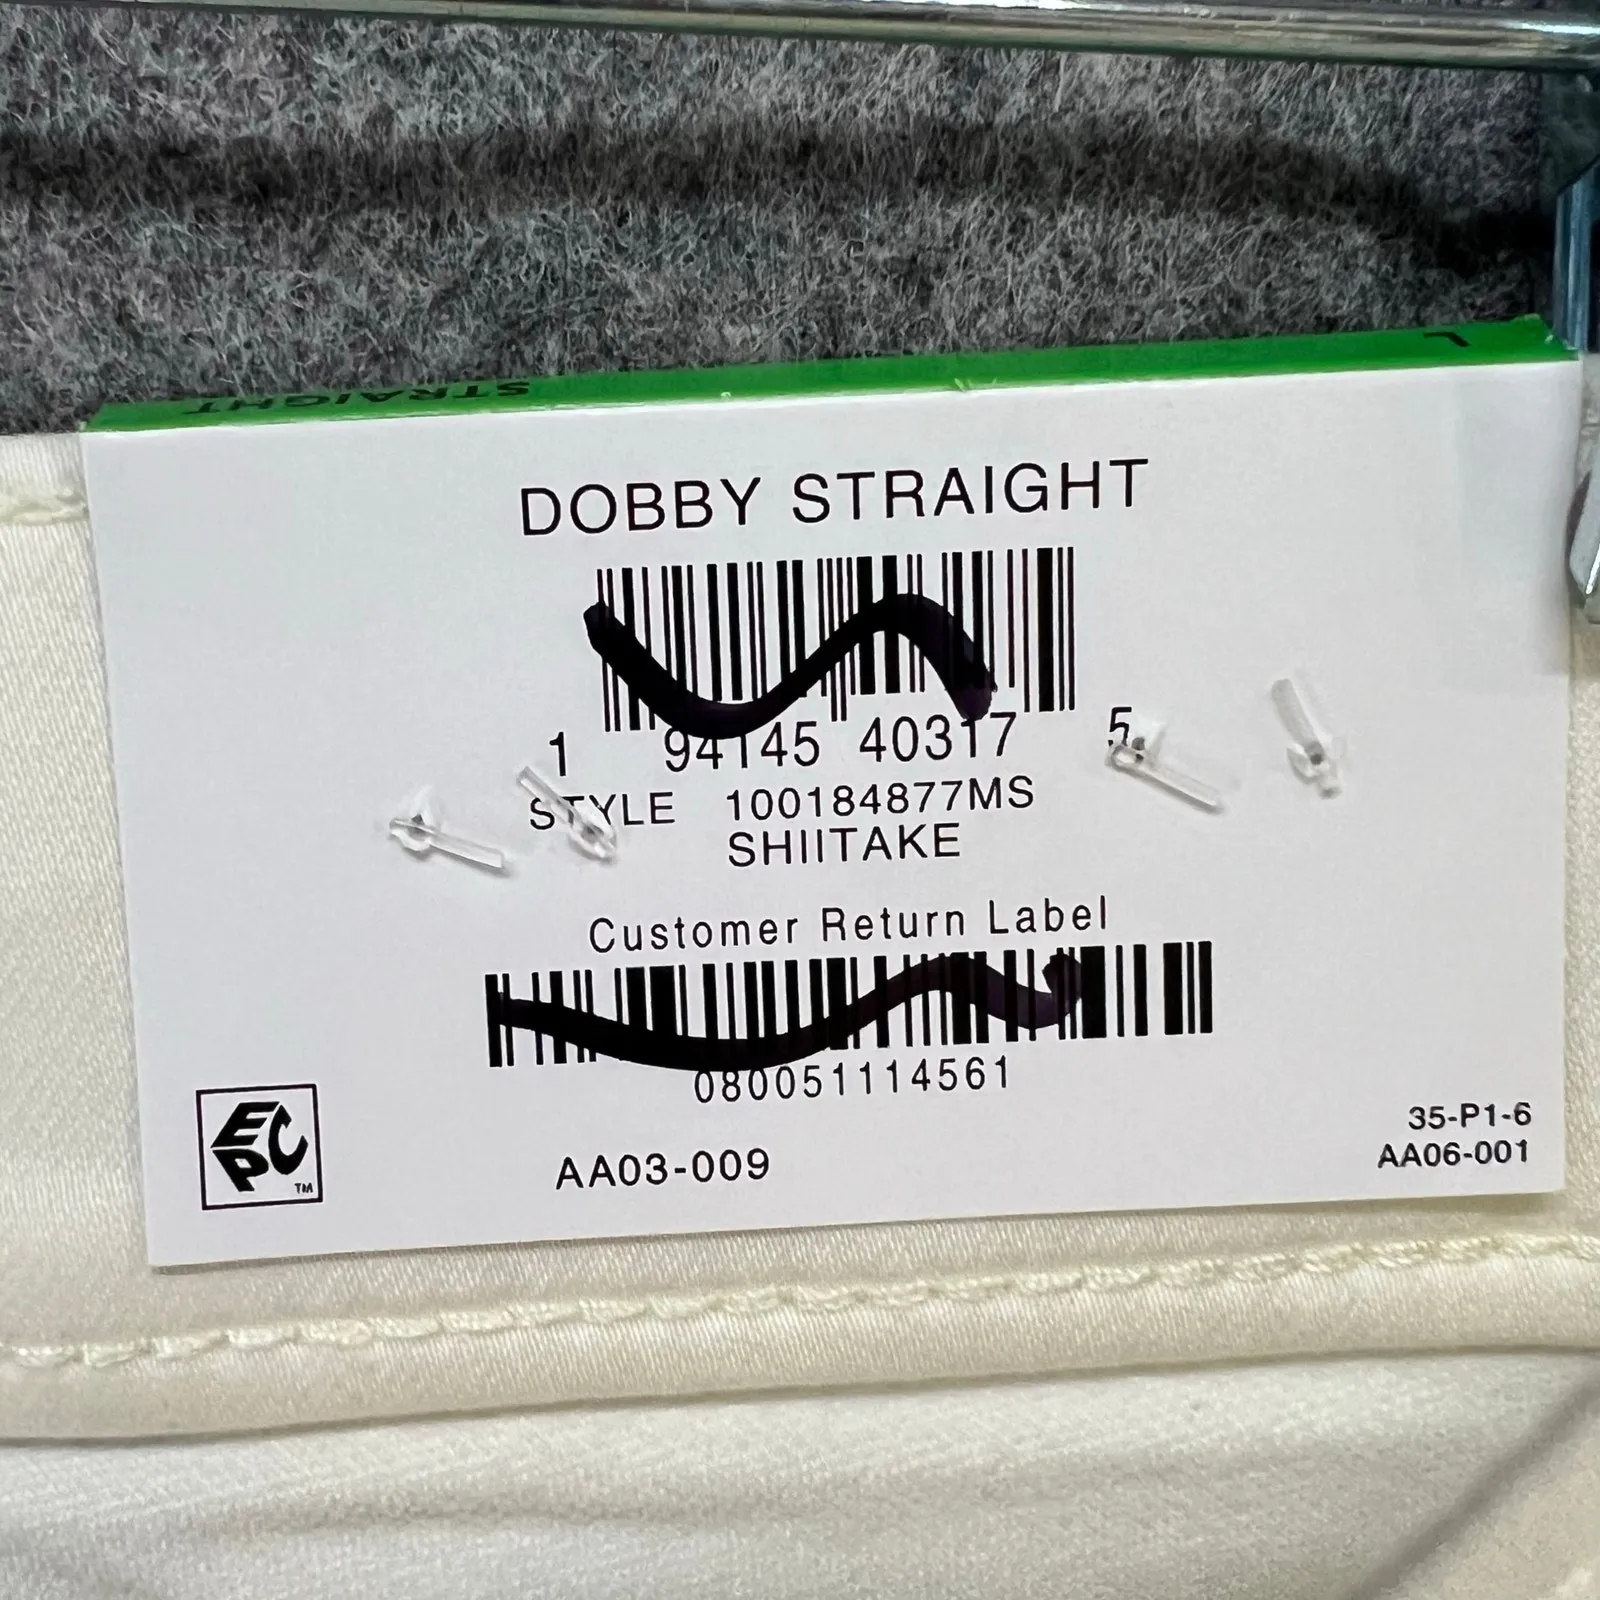 STRAIGHT
L
DOBBY STRAIGHT
1 94145 40317 5
STYLE 100184877MS
SHIITAKE
Customer Return Label
080051114561
EPC TM
AA03-009
35-P1-6
AA06-001